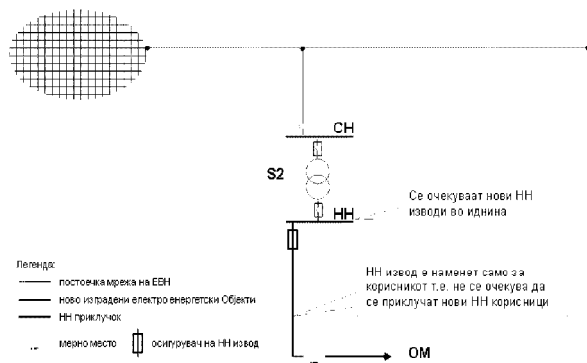 СН
S2
НН
Се очекуваат нови НН
изводи во иднина
Легенда:
постоечка мрежа на ЕВН
ново изградени електро енергетски Објекти
НН приклучок
мерно место
осигурувач на НН извод
НН извод е наменет само за
корисникот т.е. не се очекува да
се приклучат нови НН корисници
ОМ